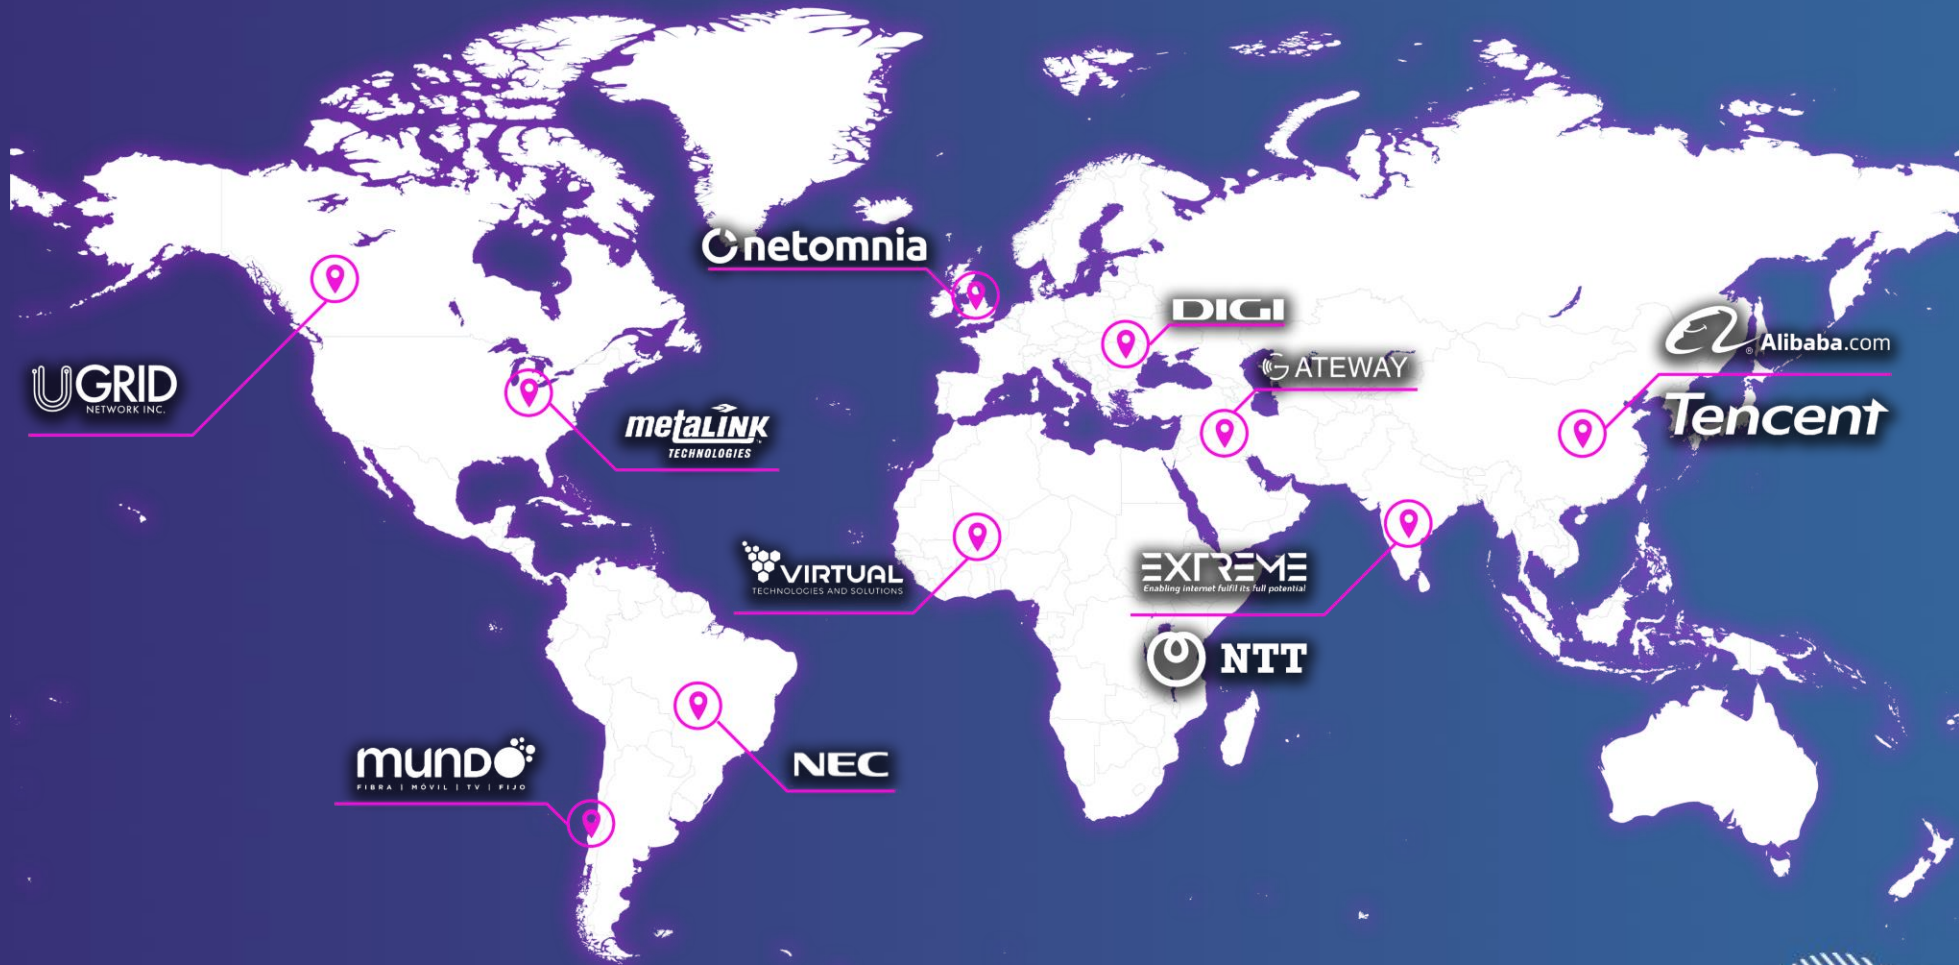 netomnia
DIGI
GATEWAY
Alibaba.com
Tencent
UGRID
NETWORK INC.
metaLINK
TECHNOLOGIES
VIRTUAL
TECHNOLOGIES AND SOLUTIONS
EXTREME
Enabling internet fulfil its full potential
NTT
munDO
FIBRA | MÓVIL | TV | FIJO
NEC